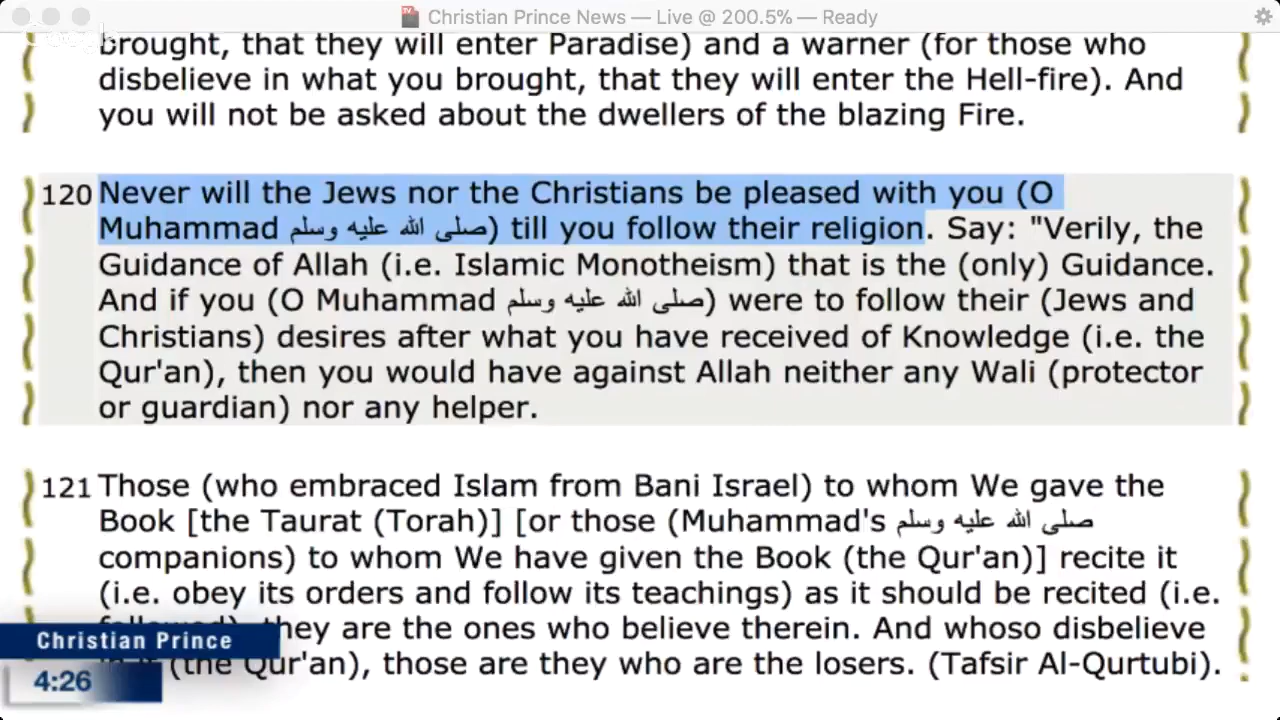 Christian Prince News — Live @ 200.5% — Ready
Google
brought, that they will enter Paradise) and a warner (for those who
disbelieve in what you brought, that they will enter the Hell-fire). And
you will not be asked about the dwellers of the blazing Fire.
120 Never will the Jews nor the Christians be pleased with you (O
Muhammad صلى الله عليه وسلم) till you follow their religion. Say: "Verily, the
Guidance of Allah (i.e. Islamic Monotheism) that is the (only) Guidance.
And if you (O Muhammad صلى الله عليه وسلم) were to follow their (Jews and
Christians) desires after what you have received of Knowledge (i.e. the
Qur'an), then you would have against Allah neither any Wali (protector
or guardian) nor any helper.
121 Those (who embraced Islam from Bani Israel) to whom We gave the
Book [the Taurat (Torah)] [or those (Muhammad's صلى الله عليه وسلم
companions) to whom We have given the Book (the Qur'an)] recite it
(i.e. obey its orders and follow its teachings) as it should be recited (i.e.
they are the ones who believe therein. And whoso disbelieve
(the Qur'an), those are they who are the losers. (Tafsir Al-Qurtubi).
Christian Prince
4:26